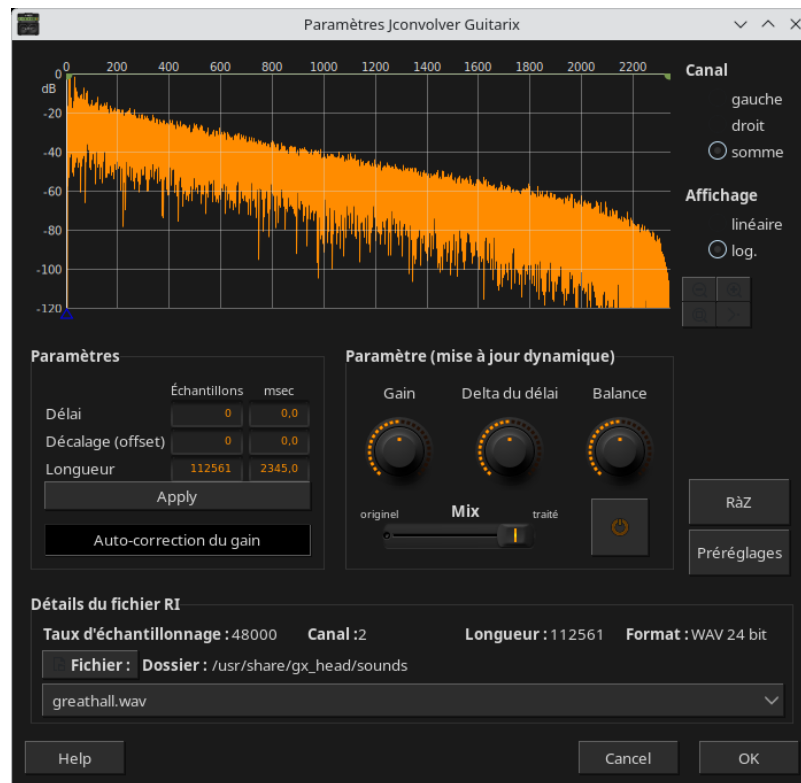 Paramètres Jconvolver Guitarix
0 200 400 600 800 1000 1200 1400 1600 1800 2000 2200
0
dB
-20
-40
-60
-80
-100
-120
Canal
gauche
droit
somme
Affichage
linéaire
log.
Paramètres
Échantillons msec
Délai 0 0,0
Décalage (offset) 0 0,0
Longueur 112561 2345,0
Apply
Auto-correction du gain
Paramètre (mise à jour dynamique)
Gain Delta du délai Balance
originel Mix traité
RàZ
Préréglages
Détails du fichier RI
Taux d'échantillonnage : 48000 Canal :2 Longueur : 112561 Format : WAV 24 bit
Fichier : Dossier : /usr/share/gx_head/sounds
greathall.wav
Help Cancel OK